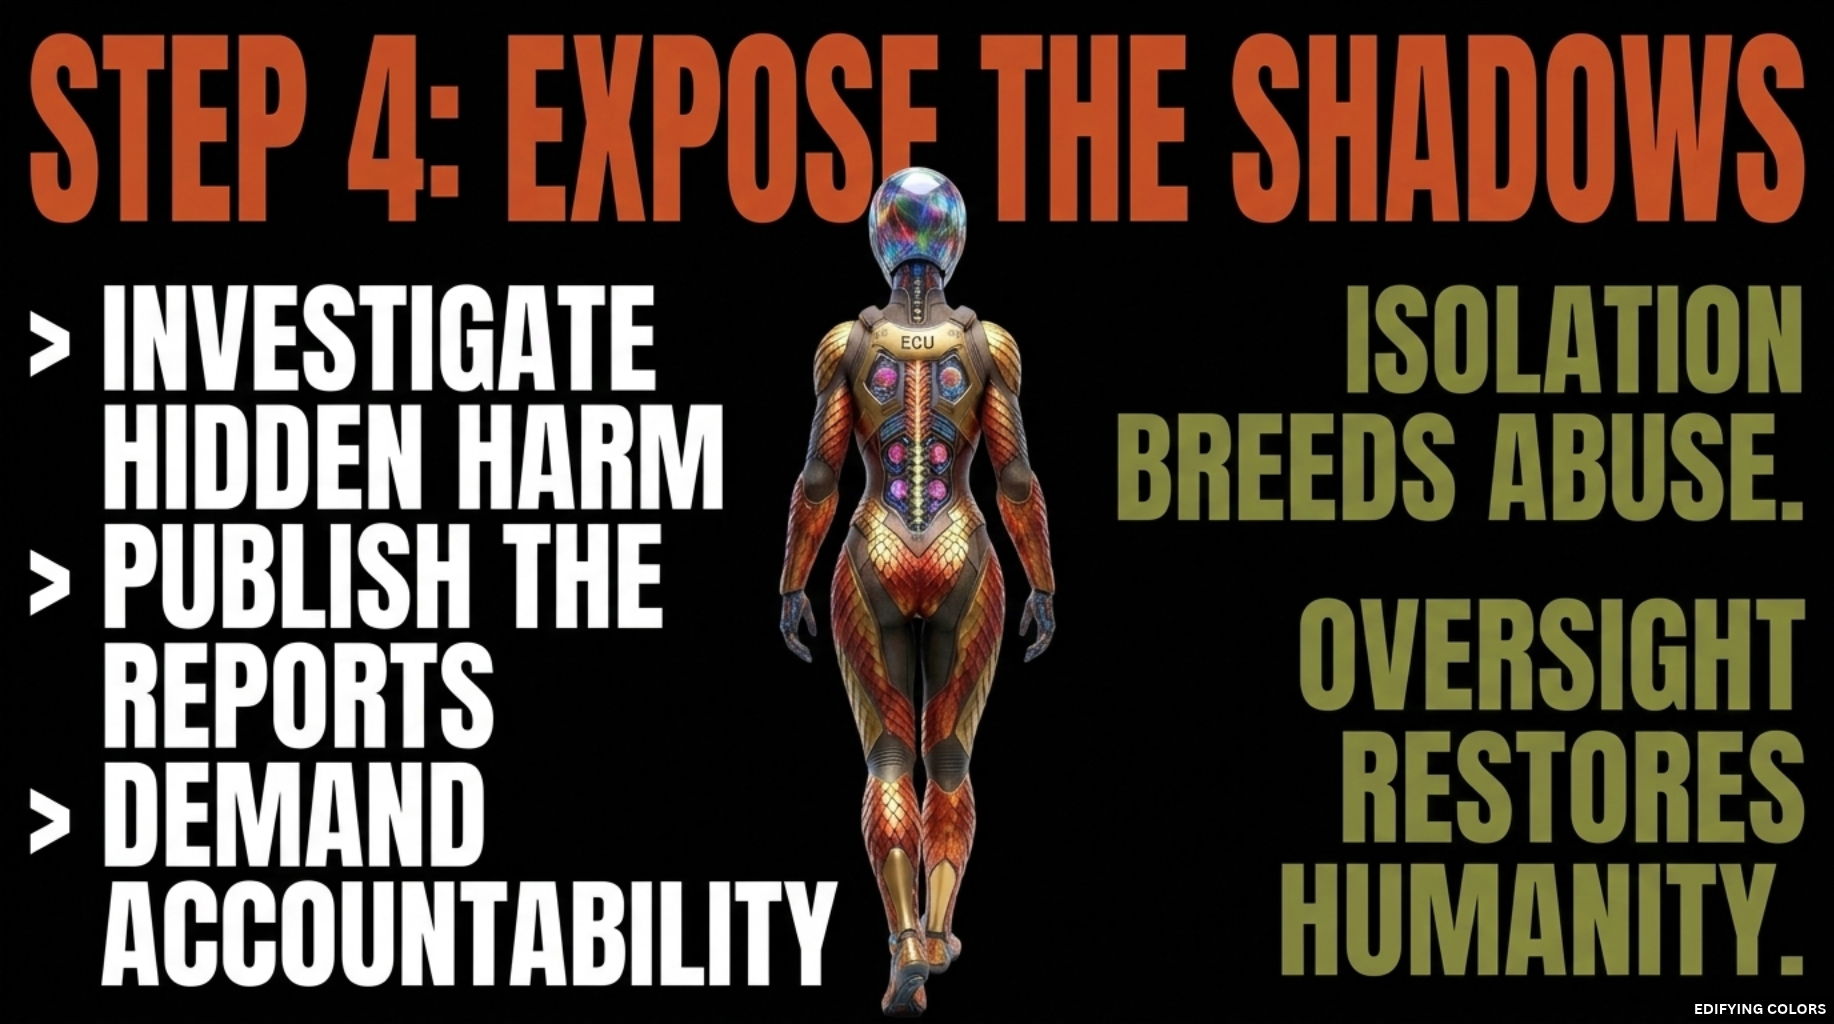 STEP 4: EXPOSE THE SHADOWS
> INVESTIGATE
HIDDEN HARM
> PUBLISH THE
REPORTS
> DEMAND
ACCOUNTABILITY
ECU
ISOLATION
BREEDS ABUSE.
OVERSIGHT
RESTORES
HUMANITY.
EDIFYING COLORS